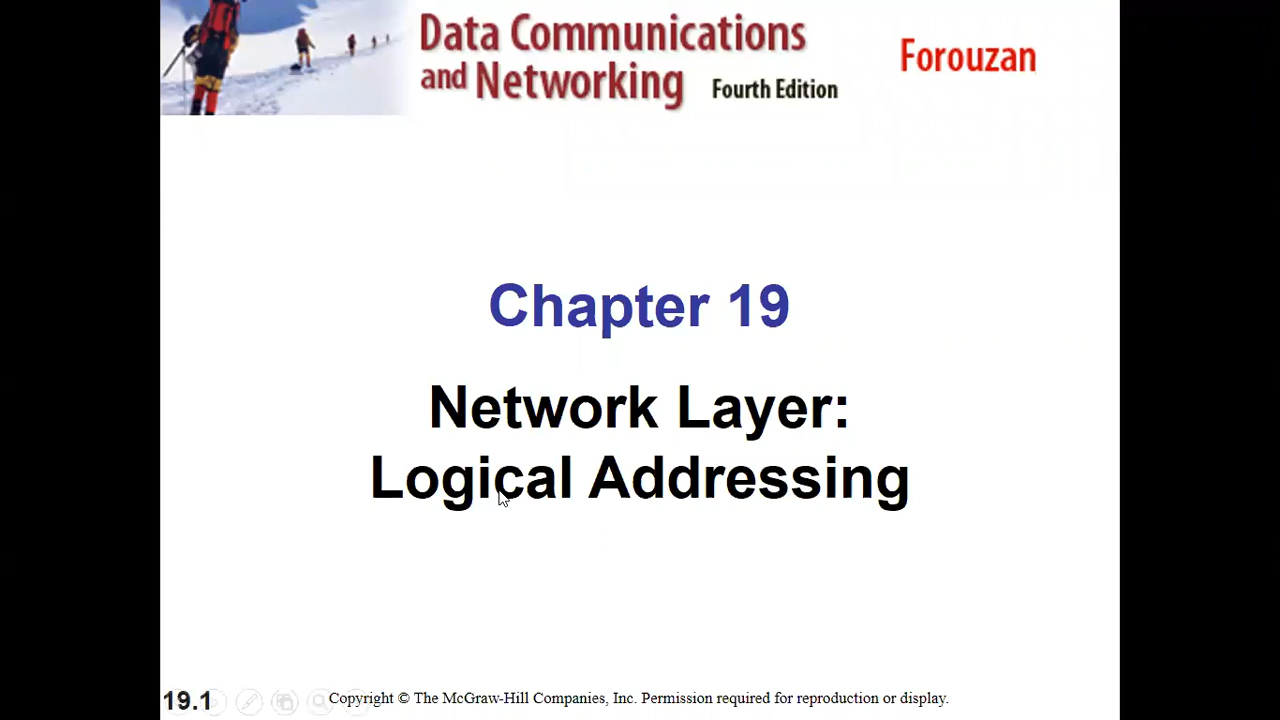 Data Communications
and Networking Fourth Edition
Forouzan
Chapter 19
Network Layer:
Logical Addressing
19.1
Copyright © The McGraw-Hill Companies, Inc. Permission required for reproduction or display.